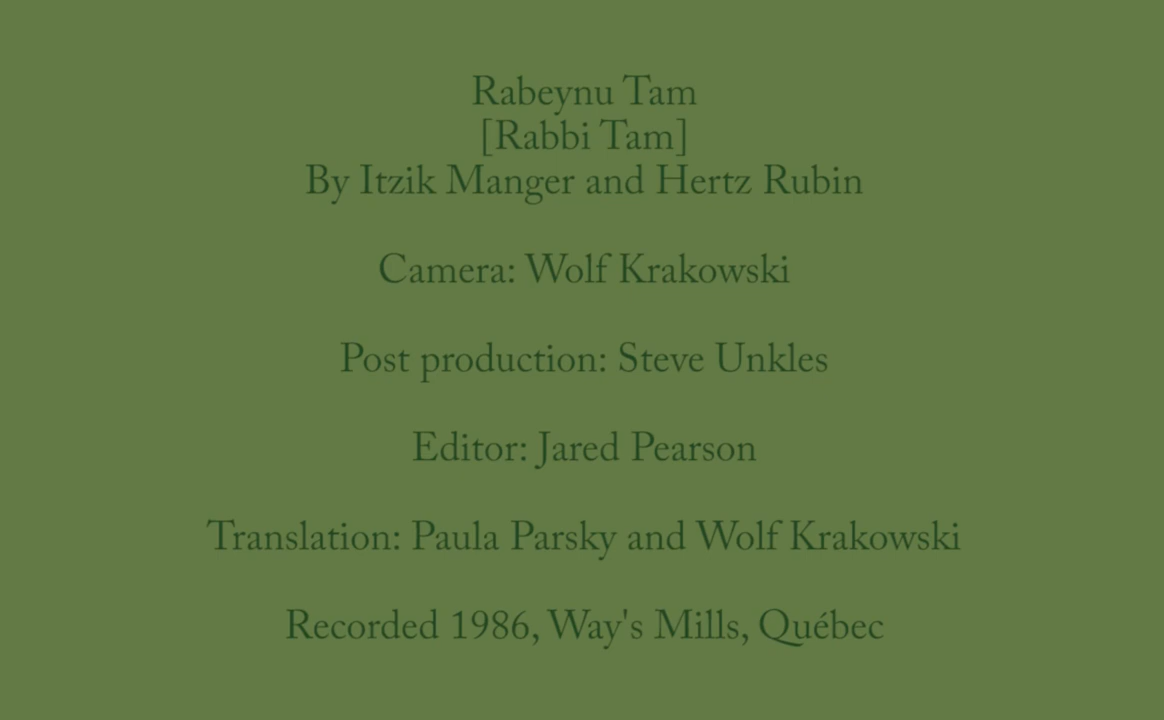 Rabeynu Tam
[Rabbi Tam]
By Itzik Manger and Hertz Rubin
Camera: Wolf Krakowski
Post production: Steve Unkles
Editor: Jared Pearson
Translation: Paula Parsky and Wolf Krakowski
Recorded 1986, Way's Mills, Québec